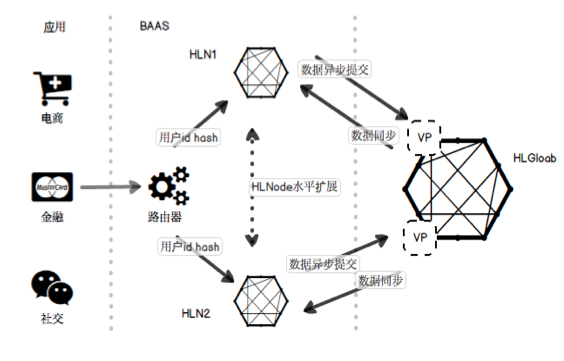 应用
BAAS
HLN1
数据异步提交
电商
用户id hash
数据同步
VP
HLGloab
MasterCard
HLNode水平扩展
金融
路由器
用户id hash
VP
数据异步提交
数据同步
HLN2
社交